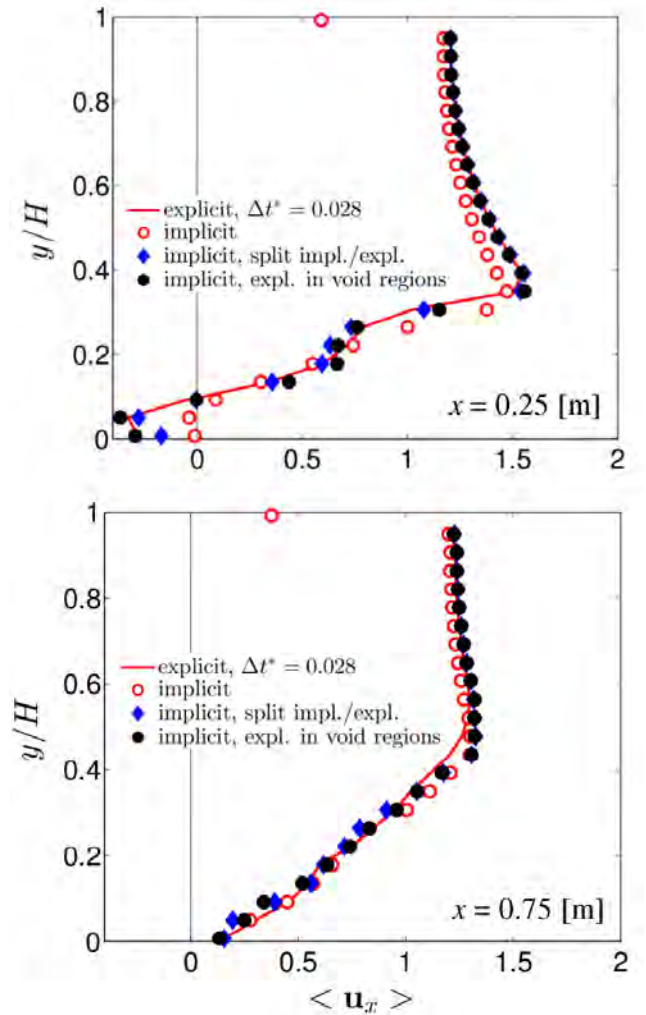 1
0.8
0.6
0.4
0.2
0
y/H
explicit, Δt* = 0.028
implicit
implicit, split impl./expl.
implicit, expl. in void regions
x = 0.25 [m]
0
0.5
1
1.5
2
1
0.8
0.6
0.4
0.2
0
y/H
explicit, Δt* = 0.028
implicit
implicit, split impl./expl.
implicit, expl. in void regions
x = 0.75 [m]
0
0.5
1
1.5
2
< u_x >